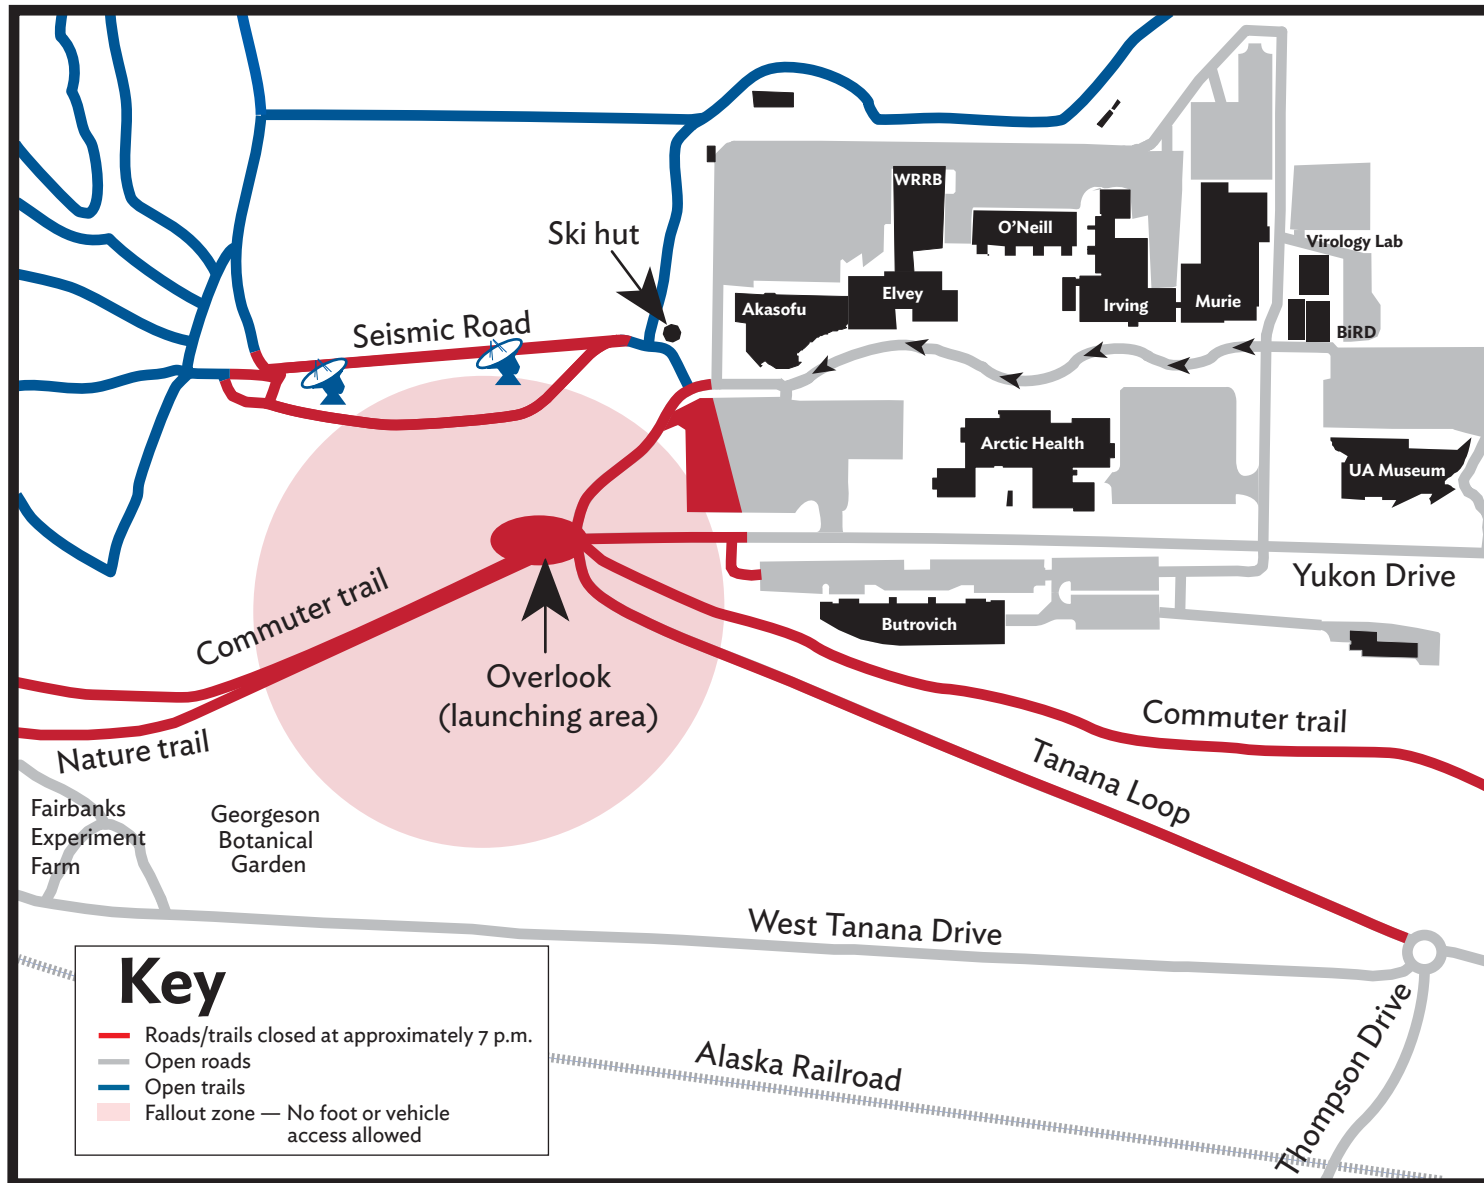 WRRB
O'Neill
Ski hut
Virology Lab
Elvey
Akasofu
Irving
Murie
Seismic Road
BiRD
Arctic Health
UA Museum
Yukon Drive
Commuter trail
Butrovich
Overlook
(launching area)
Commuter trail
Nature trail
Tanana Loop
Fairbanks
Experiment
Farm
Georgeson
Botanical
Garden
West Tanana Drive
Key
Roads/trails closed at approximately 7 p.m.
Open roads
Open trails
Fallout zone — No foot or vehicle
access allowed
Alaska Railroad
Thompson Drive